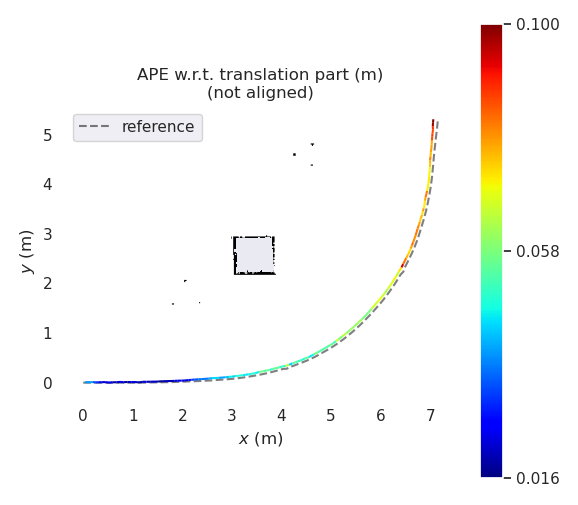 APE w.r.t. translation part (m)
(not aligned)
reference
y (m)
5
4
3
2
1
0
0 1 2 3 4 5 6 7
x (m)
0.100
0.058
0.016